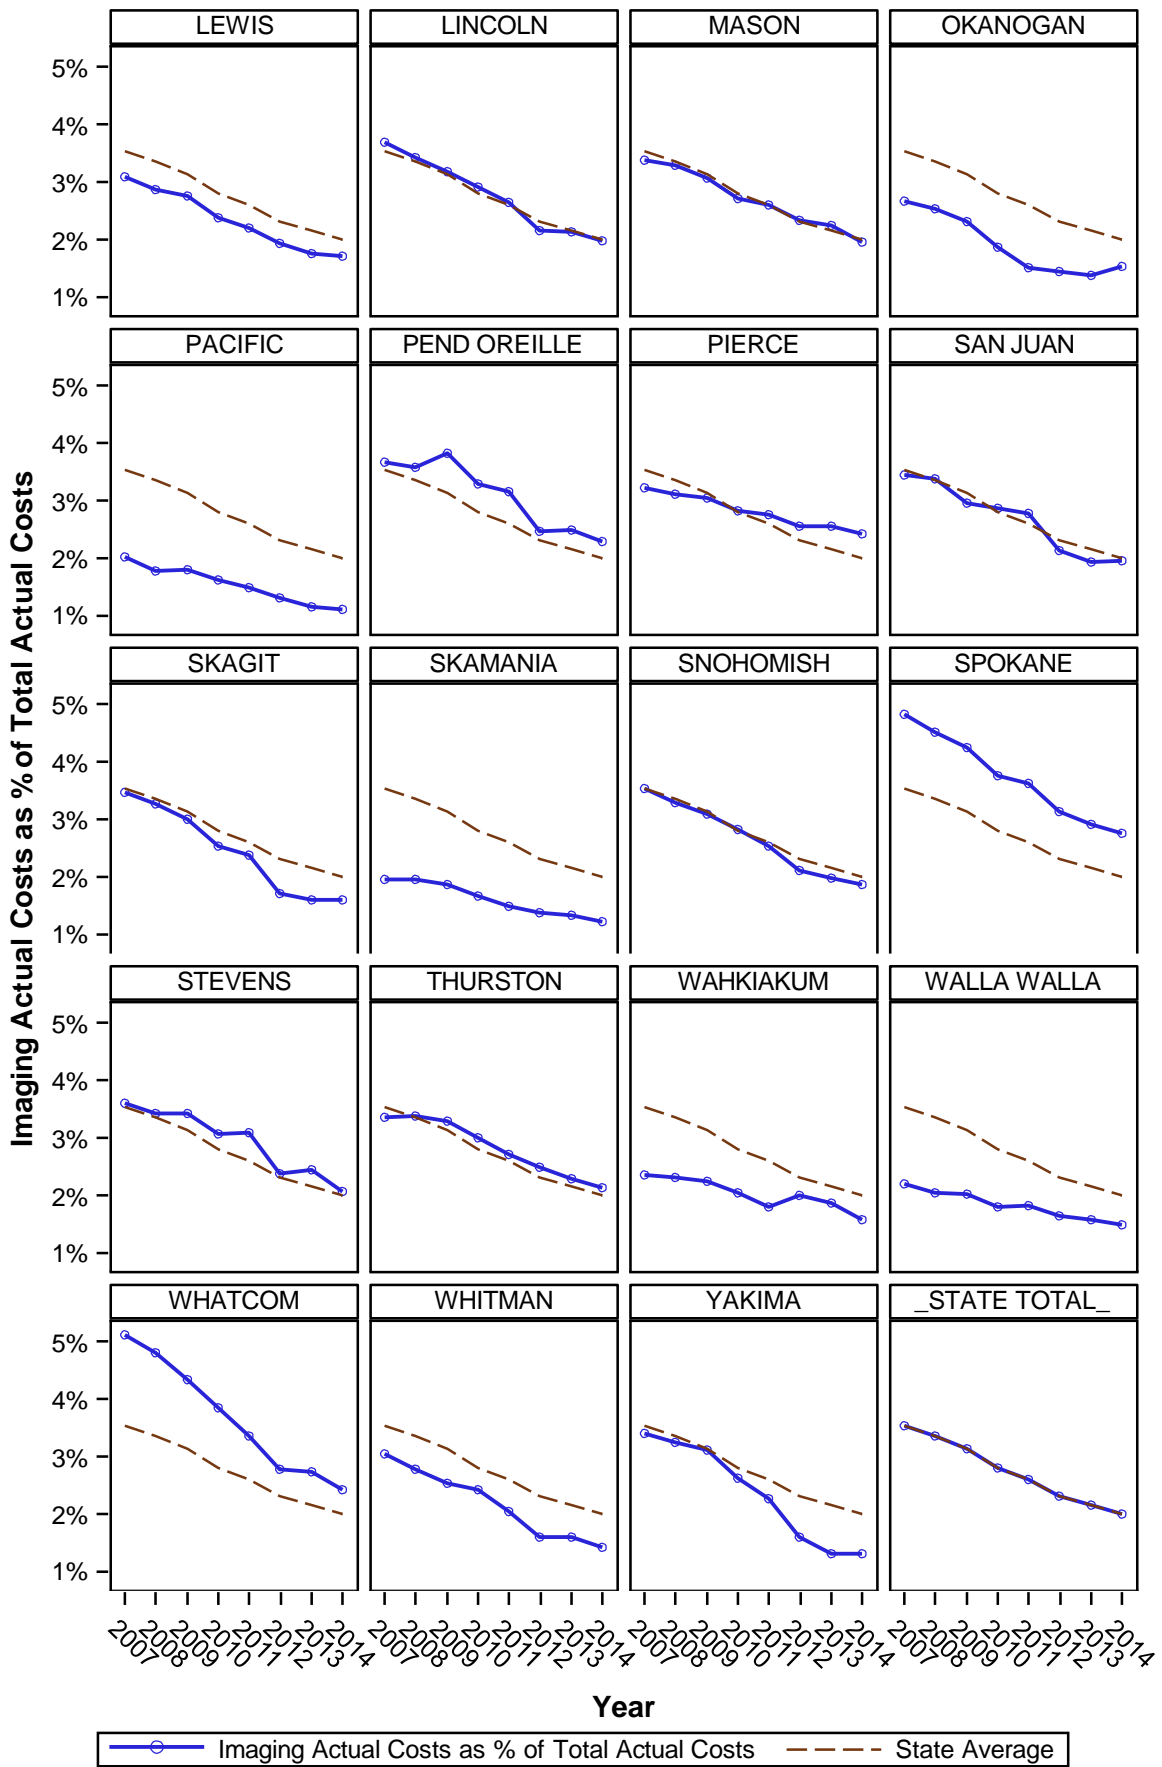 LEWIS LINCOLN MASON OKANOGAN
5%
4%
3%
2%
1%
PACIFIC PEND OREILLE PIERCE SAN JUAN
5%
4%
3%
2%
1%
SKAGIT SKAMANIA SNOHOMISH SPOKANE
5%
4%
3%
2%
1%
STEVENS THURSTON WAHKIAKUM WALLA WALLA
5%
4%
3%
2%
1%
WHATCOM WHITMAN YAKIMA _STATE TOTAL_
5%
4%
3%
2%
1%
Imaging Actual Costs as % of Total Actual Costs
2007 2008 2009 2010 2011 2012 2013 2014 2007 2008 2009 2010 2011 2012 2013 2014 2007 2008 2009 2010 2011 2012 2013 2014 2007 2008 2009 2010 2011 2012 2013 2014
Year
Imaging Actual Costs as % of Total Actual Costs State Average